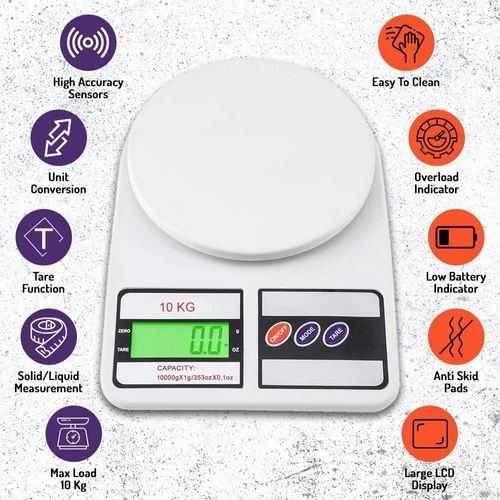 High Accuracy
Sensors
Unit
Conversion
T
Tare
Function
Solid/Liquid
Measurement
Max Load
10 Kg
10 KG
ZERO
TARE
0.0
g
OZ
CAPACITY:
10000gX1g/353ozX0.1oz
ON/OFF
MODE
TARE
Easy To Clean
Overload
Indicator
Low Battery
Indicator
Anti Skid
Pads
Large LCD
Display